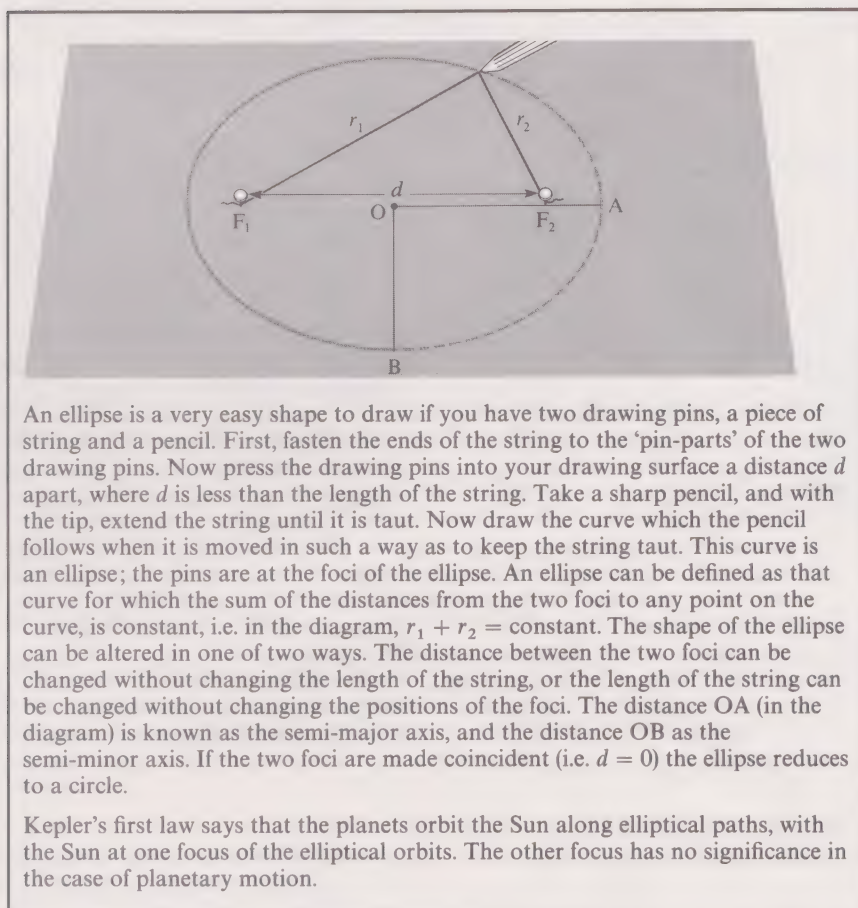 r₁
r₂
d
F₁
O
F₂
A
B
An ellipse is a very easy shape to draw if you have two drawing pins, a piece of
string and a pencil. First, fasten the ends of the string to the ‘pin-parts’ of the two
drawing pins. Now press the drawing pins into your drawing surface a distance d
apart, where d is less than the length of the string. Take a sharp pencil, and with
the tip, extend the string until it is taut. Now draw the curve which the pencil
follows when it is moved in such a way as to keep the string taut. This curve is
an ellipse; the pins are at the foci of the ellipse. An ellipse can be defined as that
curve for which the sum of the distances from the two foci to any point on the
curve, is constant, i.e. in the diagram, r₁ + r₂ = constant. The shape of the ellipse
can be altered in one of two ways. The distance between the two foci can be
changed without changing the length of the string, or the length of the string can
be changed without changing the positions of the foci. The distance OA (in the
diagram) is known as the semi-major axis, and the distance OB as the
semi-minor axis. If the two foci are made coincident (i.e. d = 0) the ellipse reduces
to a circle.
Kepler’s first law says that the planets orbit the Sun along elliptical paths, with
the Sun at one focus of the elliptical orbits. The other focus has no significance in
the case of planetary motion.